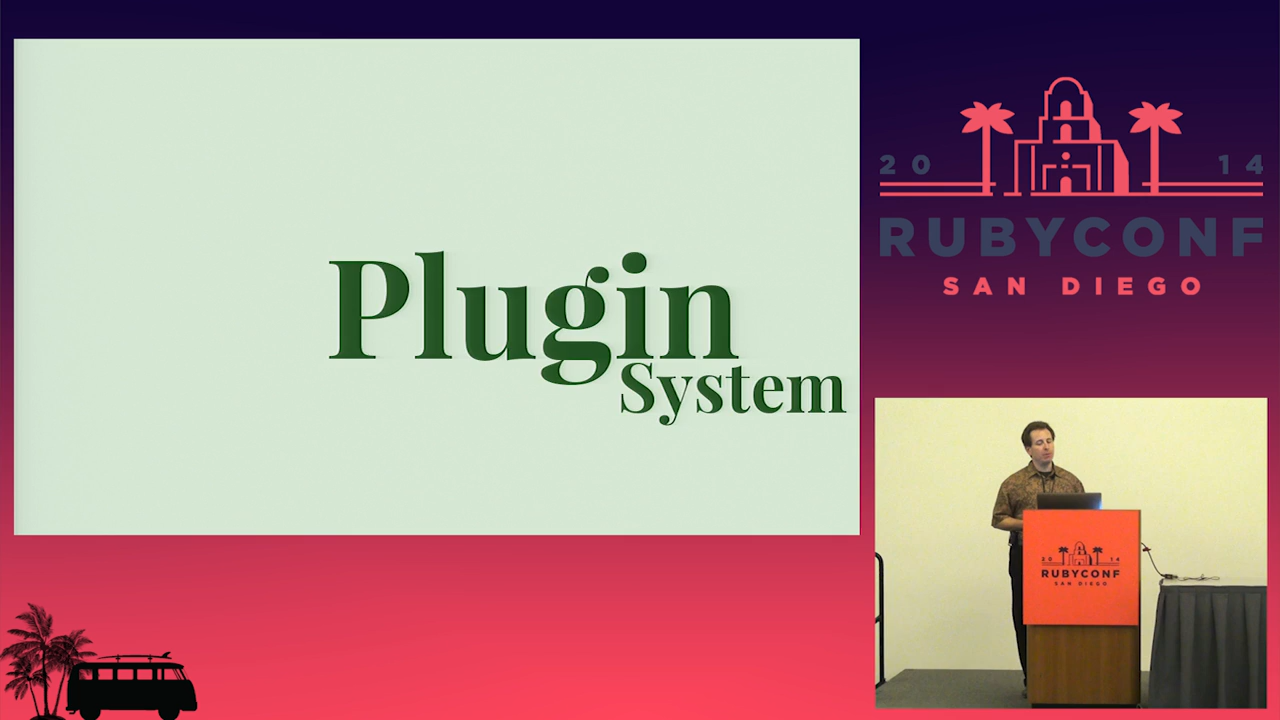 Plugin
System
20 14
RUBYCONF
SAN DIEGO
20 14
RUBYCONF
SAN DIEGO